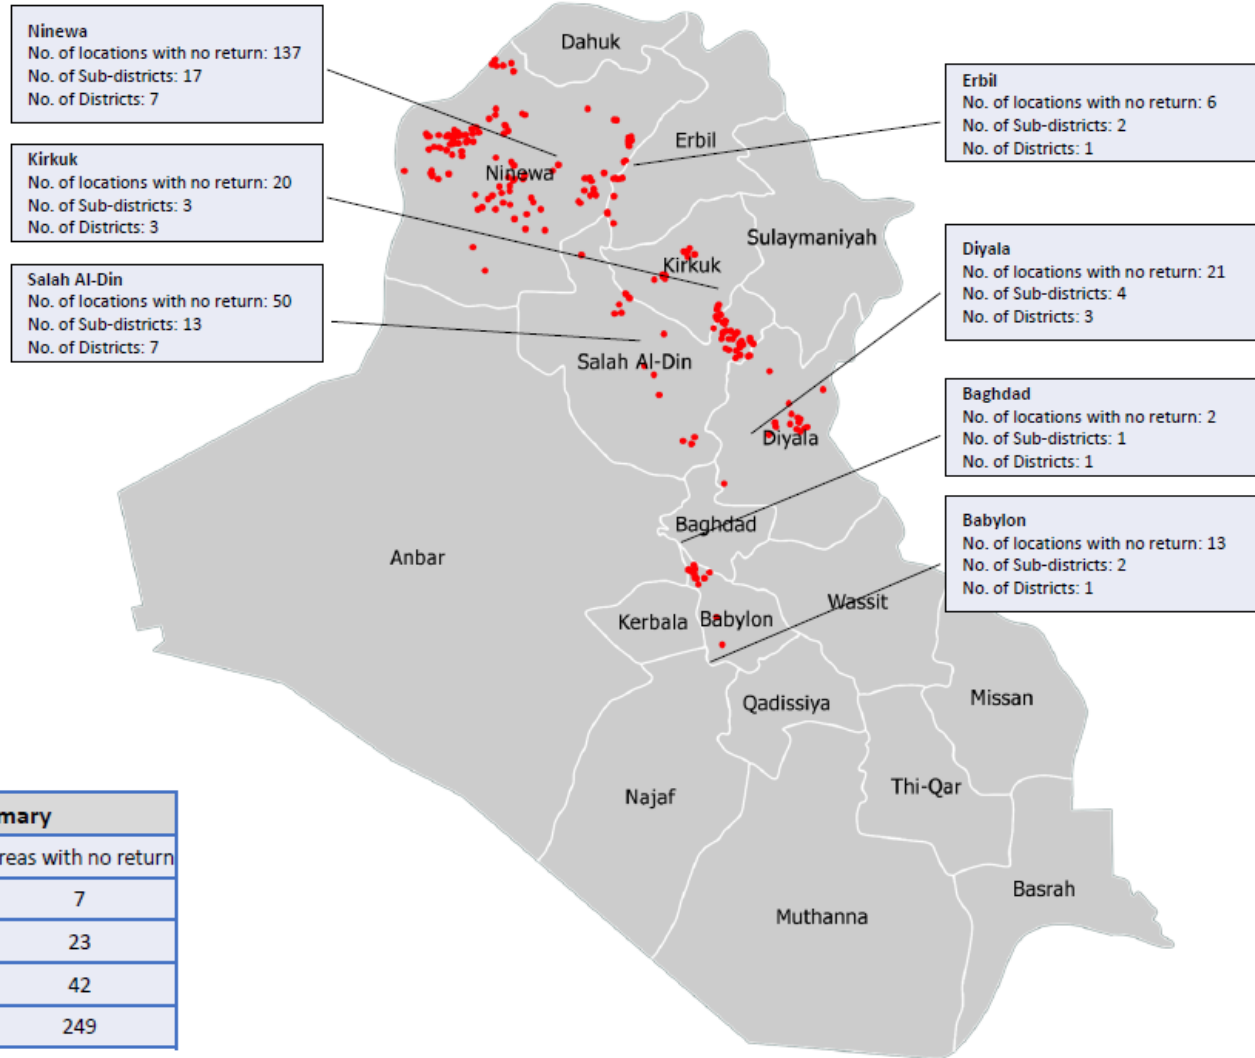 Ninewa
No. of locations with no return: 137
No. of Sub-districts: 17
No. of Districts: 7
Kirkuk
No. of locations with no return: 20
No. of Sub-districts: 3
No. of Districts: 3
Salah Al-Din
No. of locations with no return: 50
No. of Sub-districts: 13
No. of Districts: 7
Erbil
No. of locations with no return: 6
No. of Sub-districts: 2
No. of Districts: 1
Diyala
No. of locations with no return: 21
No. of Sub-districts: 4
No. of Districts: 3
Baghdad
No. of locations with no return: 2
No. of Sub-districts: 1
No. of Districts: 1
Babylon
No. of locations with no return: 13
No. of Sub-districts: 2
No. of Districts: 1
Dahuk
Erbil
Ninewa
Sulaymaniyah
Kirkuk
Salah Al-Din
Diyala
Baghdad
Anbar
Wassit
Kerbala
Babylon
Qadissiya
Missan
Najaf
Thi-Qar
Basrah
Muthanna
mary
reas with no return
7
23
42
249